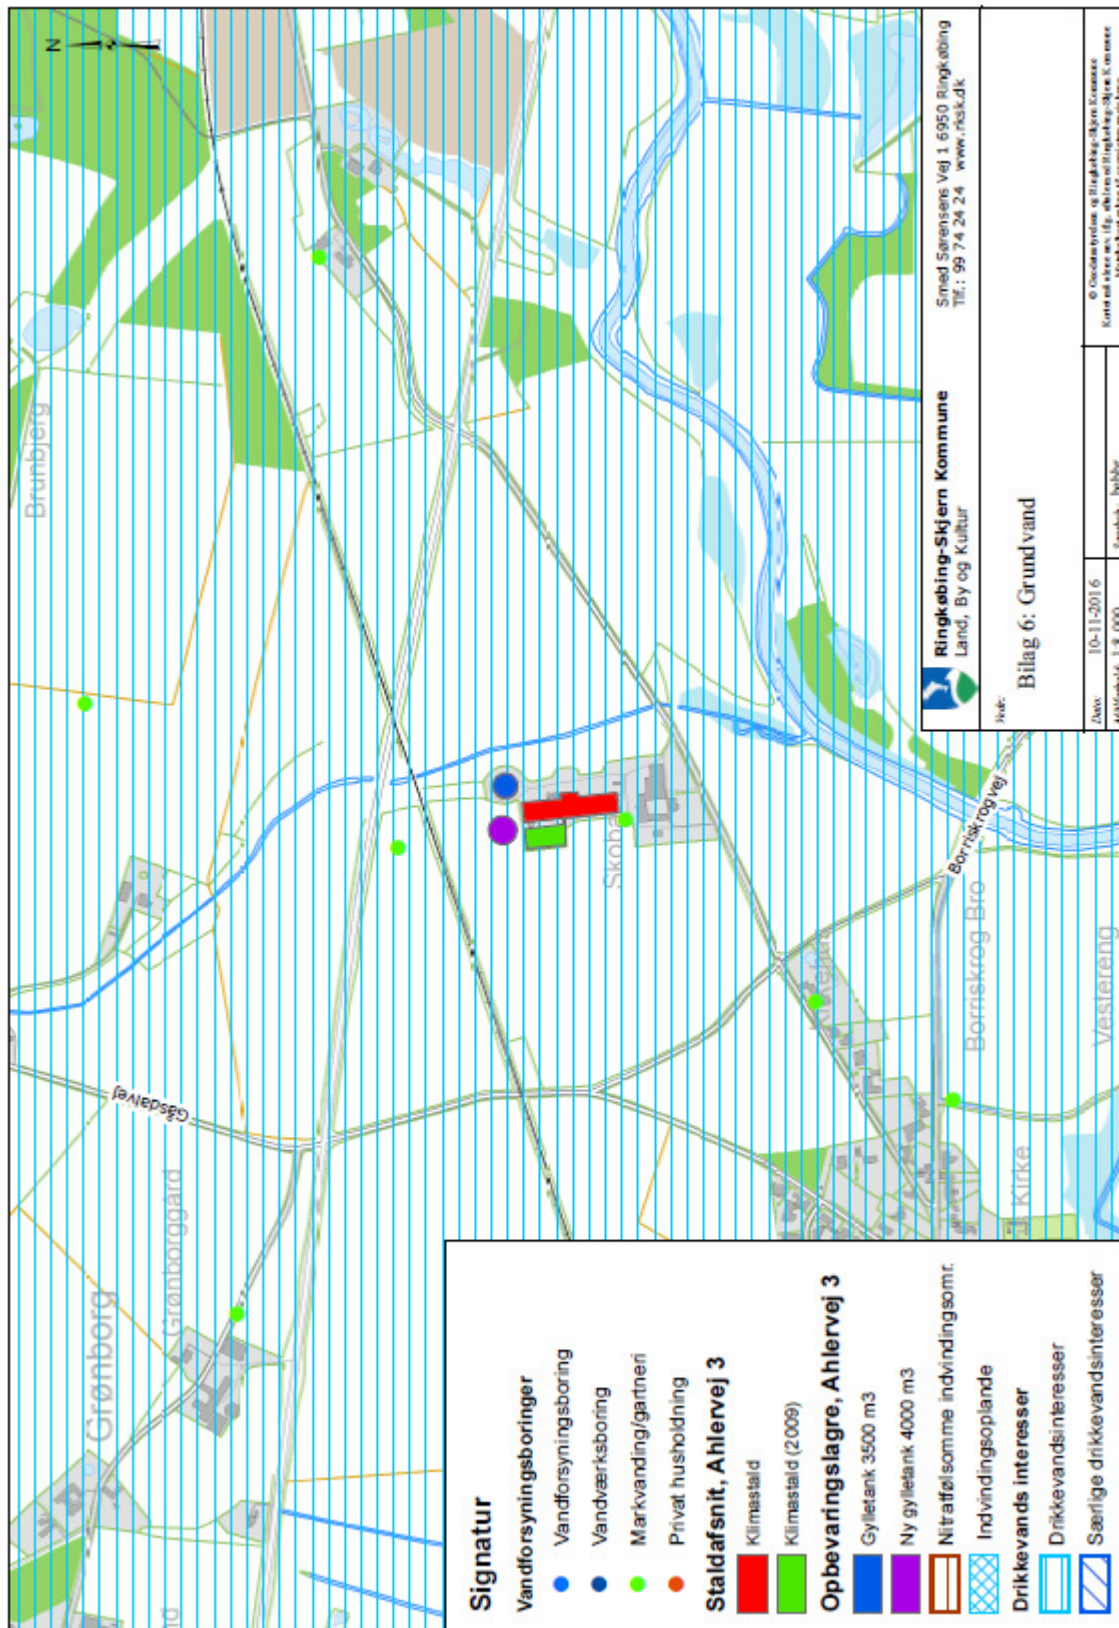 N
Brunbjerg
Gåsdalvej
Grønborggård
Grønborg
Borriskrogvej
Borriskrog Bro
Vestereng
Kirke
Signatur
Vandforsyningsboringer
Vandforsyningsboring
Vandværksboring
Markvanding/gartneri
Privat husholdning
Staldafsnit, Ahlervej 3
Klimastald
Klimastald (2009)
Opbevaringslagre, Ahlervej 3
Gylletank 3500 m3
Ny gylletank 4000 m3
Nitratfølsomme indvindingsomr.
Indvindingsoplande
Drikkevands interesser
Drikkevandsinteresser
Særlige drikkevandsinteresser
Ringkøbing-Skjern Kommune
Land, By og Kultur
Smed Sørensens Vej 1 6950 Ringkøbing
Tlf.: 99 74 24 24 www.rksk.dk
Bilag 6: Grundvand
Dato: 10-11-2016